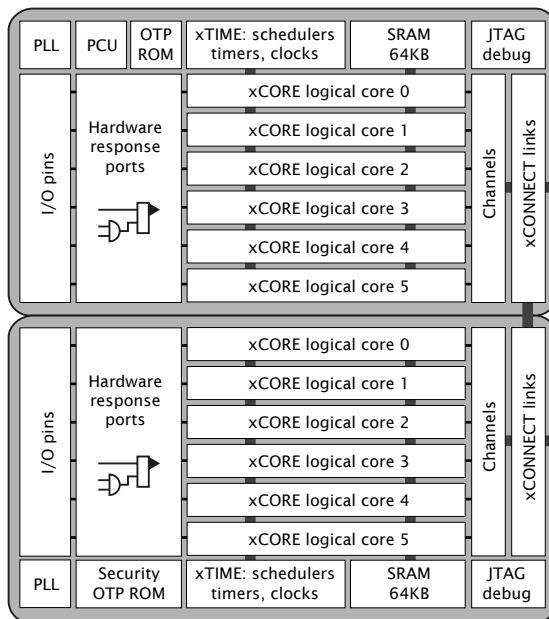 PLL
PCU
OTP
ROM
xTIME: schedulers
timers, clocks
SRAM
64KB
JTAG
debug
I/O pins
Hardware
response
ports
xCORE logical core 0
xCORE logical core 1
xCORE logical core 2
xCORE logical core 3
xCORE logical core 4
xCORE logical core 5
Channels
xCONNECT links
I/O pins
Hardware
response
ports
xCORE logical core 0
xCORE logical core 1
xCORE logical core 2
xCORE logical core 3
xCORE logical core 4
xCORE logical core 5
Channels
xCONNECT links
PLL
Security
OTP ROM
xTIME: schedulers
timers, clocks
SRAM
64KB
JTAG
debug